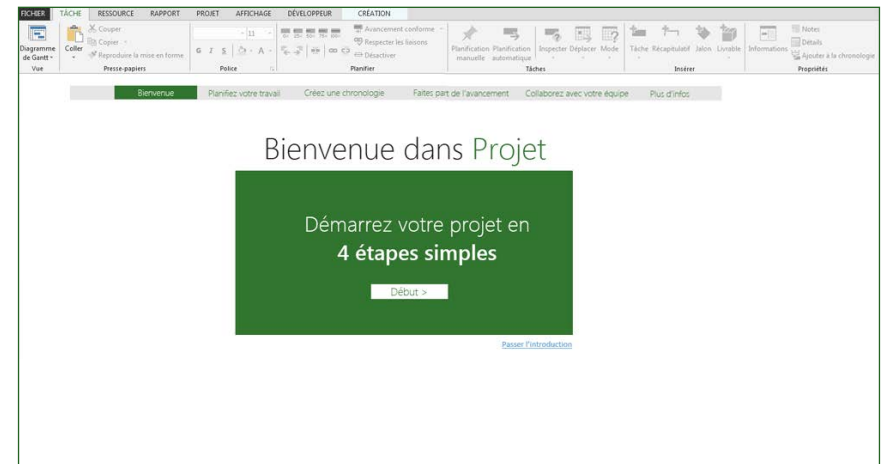 FICHIER TÂCHE RESSOURCE RAPPORT PROJET AFFICHAGE DÉVELOPPEUR CRÉATION
Diagramme de Gantt
Coller
Couper
Copier
Reproduire la mise en forme
11
G I S A
Avancement conforme
Respecter les liaisons
Désactiver
Planification manuelle
Planification automatique
Inspecter Déplacer Mode
Tâche Récapitulatif Jalon Livrable
Informations
Notes
Détails
Ajouter à la chronologie
Vue Presse-papiers Police Planifier Tâches Insérer Propriétés
Bienvenue Planifiez votre travail Créez une chronologie Faites part de l'avancement Collaborez avec votre équipe Plus d'infos
Bienvenue dans Projet
Démarrez votre projet en
4 étapes simples
Début >
Passer l'introduction